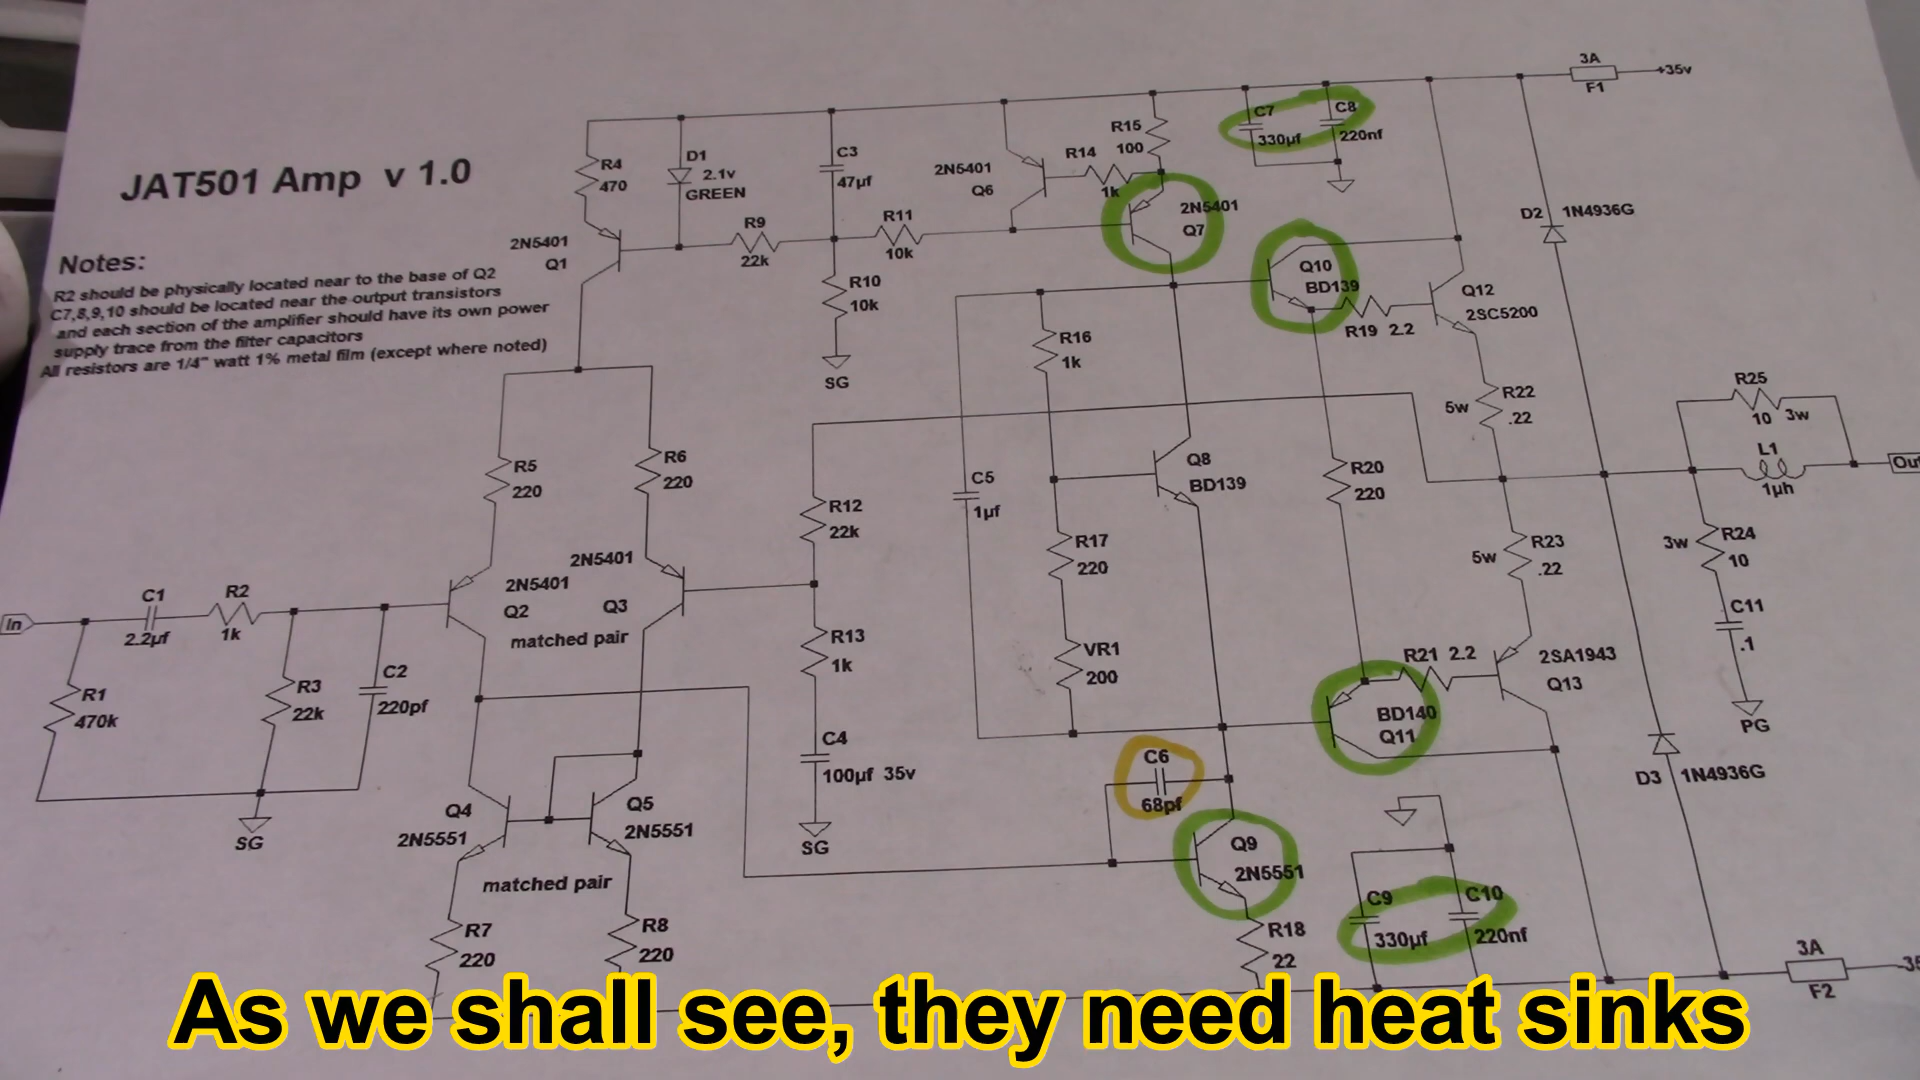 JAT501 Amp v 1.0
Notes:
R2 should be physically located near to the base of Q2
C7,8,9,10 should be located near the output transistors
and each section of the amplifier should have its own power
supply trace from the filter capacitors
All resistors are 1/4" watt 1% metal film (except where noted)
3A
F1
+35v
R4
470
D1
2.1v
GREEN
C3
47µf
2N5401
Q6
R14
1k
R15
100
C7
330µf
C8
220nf
2N5401
Q1
R9
22k
R11
10k
R10
10k
SG
2N5401
Q7
D2
1N4936G
Q10
BD139
R19 2.2
Q12
2SC5200
R16
1k
R22
5w
.22
R25
10 3w
L1
1µh
Out
R5
220
R6
220
R12
22k
C5
1µf
Q8
BD139
R20
220
R17
220
R23
5w
.22
3w
R24
10
C11
.1
PG
In
C1
2.2µf
R2
1k
2N5401
Q2
2N5401
Q3
matched pair
R13
1k
VR1
200
R21 2.2
2SA1943
Q13
R1
470k
R3
22k
C2
220pf
SG
C4
100µf 35v
SG
C6
68pf
BD140
Q11
D3
1N4936G
Q4
2N5551
Q5
2N5551
matched pair
Q9
2N5551
R18
22
C9
330µf
C10
220nf
R7
220
R8
220
3A
F2
-35
As we shall see, they need heat sinks